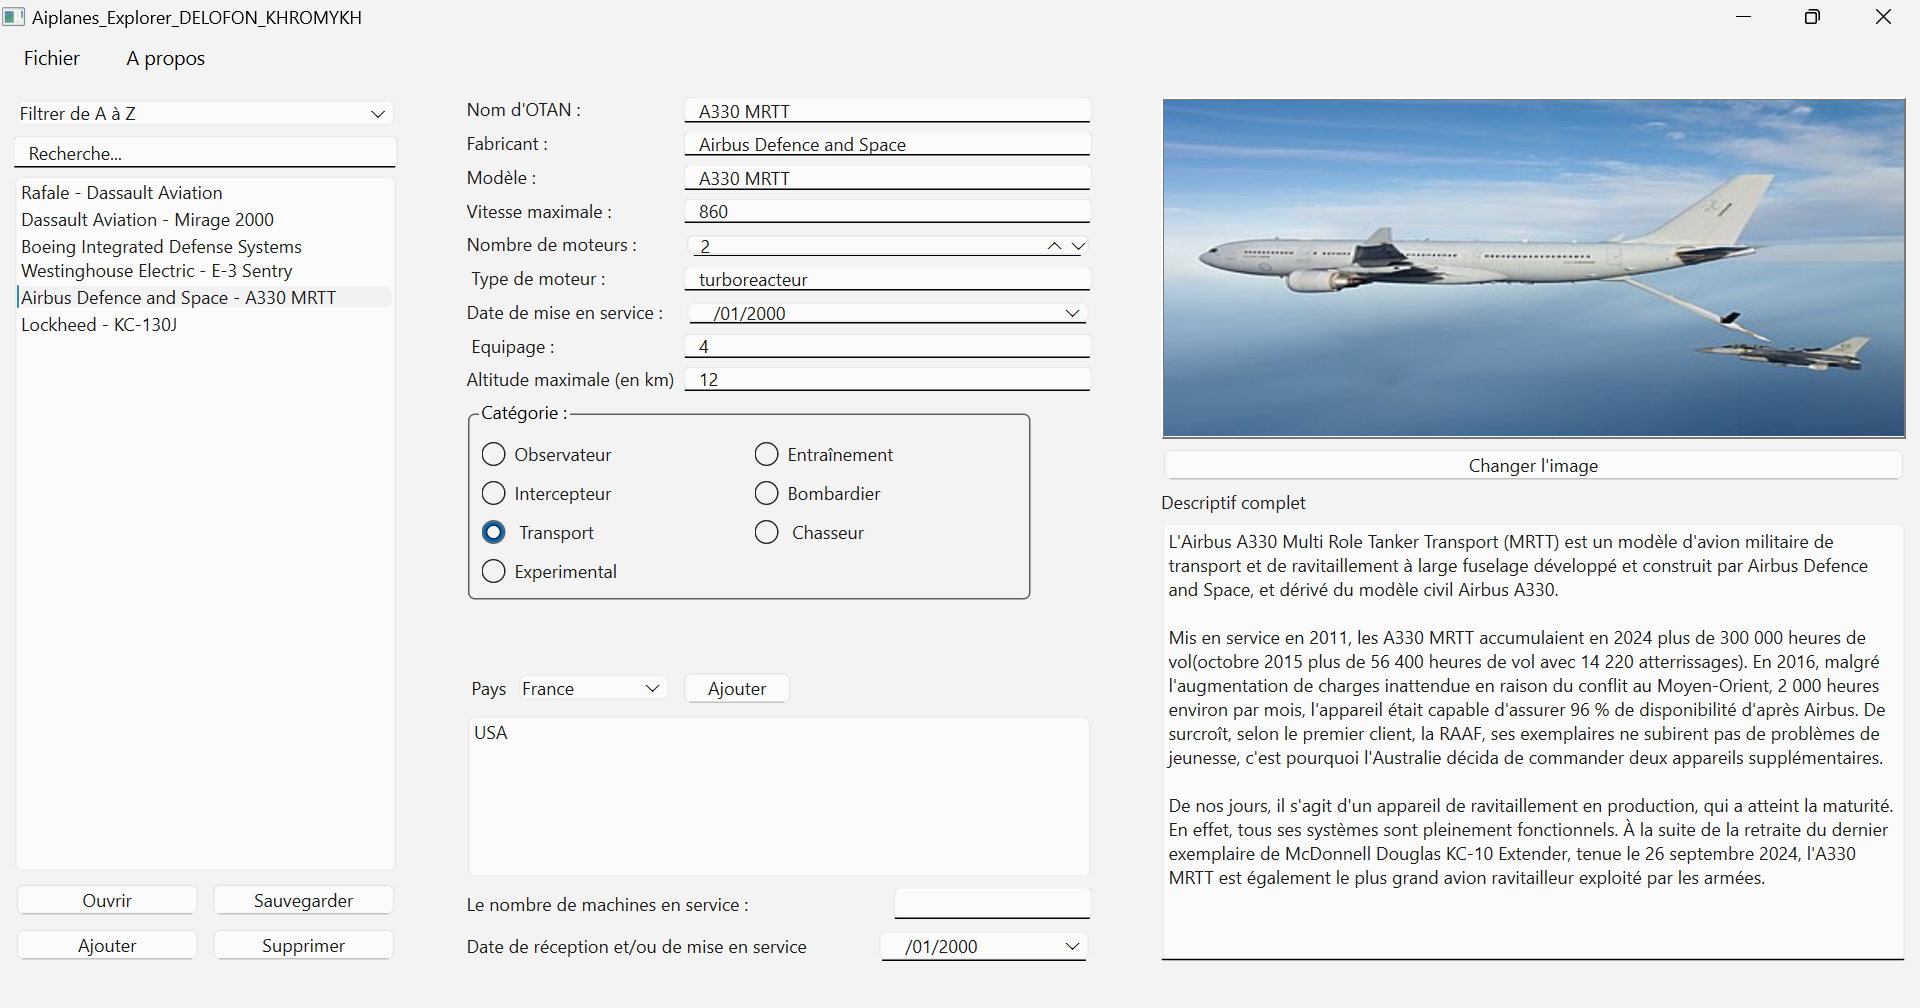 Aiplanes_Explorer_DELOFON_KHROMYKH
Fichier A propos
Filtrer de A à Z
Recherche...
Rafale - Dassault Aviation
Dassault Aviation - Mirage 2000
Boeing Integrated Defense Systems
Westinghouse Electric - E-3 Sentry
Airbus Defence and Space - A330 MRTT
Lockheed - KC-130J
Ouvrir Sauvegarder
Ajouter Supprimer
Nom d'OTAN : A330 MRTT
Fabricant : Airbus Defence and Space
Modèle : A330 MRTT
Vitesse maximale : 860
Nombre de moteurs : 2
Type de moteur : turboreacteur
Date de mise en service : /01/2000
Equipage : 4
Altitude maximale (en km) 12
Catégorie :
Observateur Entraînement
Intercepteur Bombardier
Transport Chasseur
Experimental
Pays France Ajouter
USA
Le nombre de machines en service :
Date de réception et/ou de mise en service /01/2000
Changer l'image
Descriptif complet
L'Airbus A330 Multi Role Tanker Transport (MRTT) est un modèle d'avion militaire de
transport et de ravitaillement à large fuselage développé et construit par Airbus Defence
and Space, et dérivé du modèle civil Airbus A330.
Mis en service en 2011, les A330 MRTT accumulaient en 2024 plus de 300 000 heures de
vol(octobre 2015 plus de 56 400 heures de vol avec 14 220 atterrissages). En 2016, malgré
l'augmentation de charges inattendue en raison du conflit au Moyen-Orient, 2 000 heures
environ par mois, l'appareil était capable d'assurer 96 % de disponibilité d'après Airbus. De
surcroît, selon le premier client, la RAAF, ses exemplaires ne subirent pas de problèmes de
jeunesse, c'est pourquoi l'Australie décida de commander deux appareils supplémentaires.
De nos jours, il s'agit d'un appareil de ravitaillement en production, qui a atteint la maturité.
En effet, tous ses systèmes sont pleinement fonctionnels. À la suite de la retraite du dernier
exemplaire de McDonnell Douglas KC-10 Extender, tenue le 26 septembre 2024, l'A330
MRTT est également le plus grand avion ravitailleur exploité par les armées.